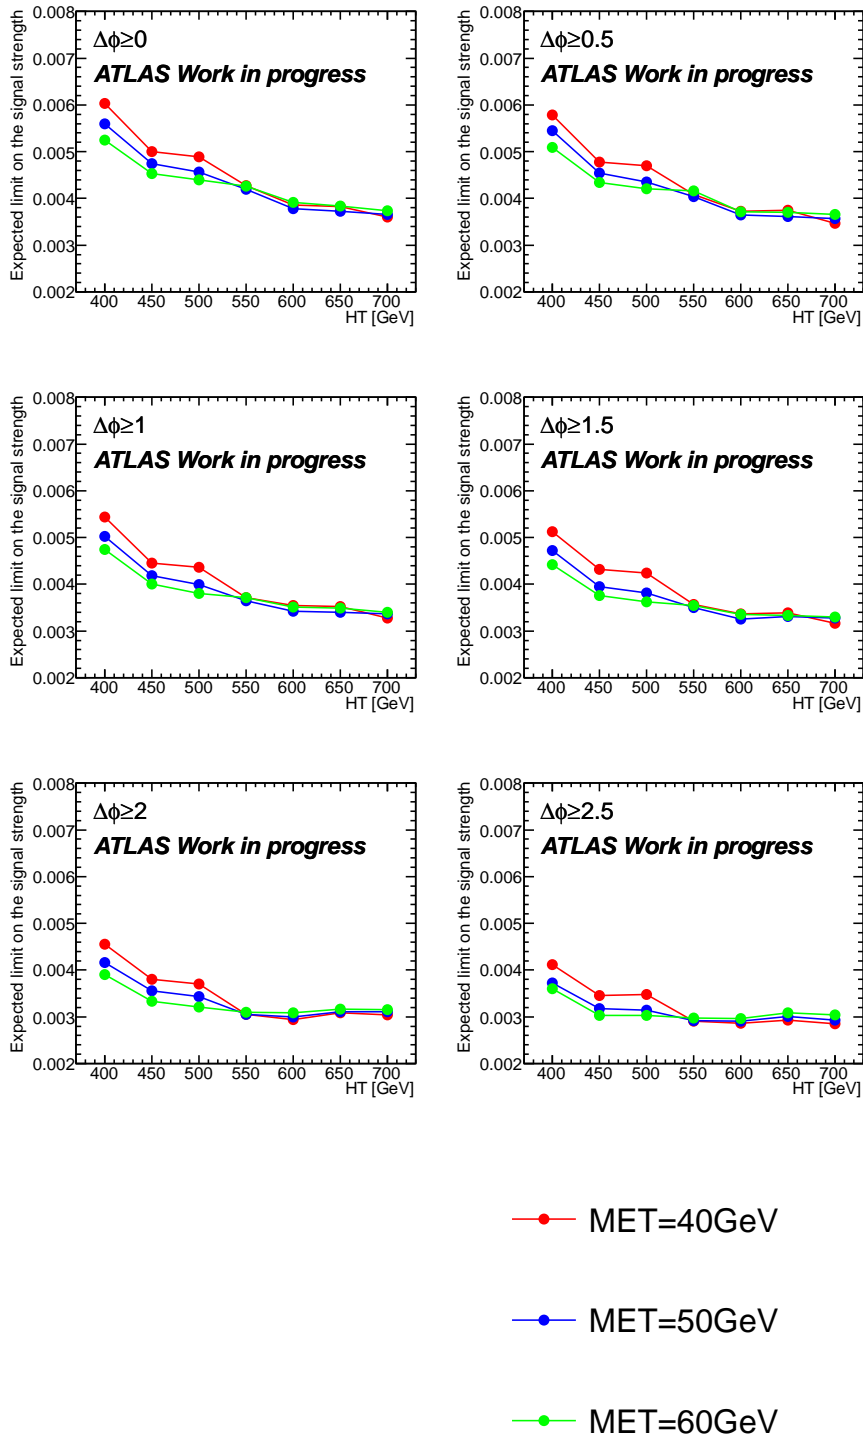 Expected limit on the signal strength
0.008
0.007
0.006
0.005
0.004
0.003
0.002
Δϕ≥0
ATLAS Work in progress
400 450 500 550 600 650 700
HT [GeV]
Expected limit on the signal strength
0.008
0.007
0.006
0.005
0.004
0.003
0.002
Δϕ≥0.5
ATLAS Work in progress
400 450 500 550 600 650 700
HT [GeV]
Expected limit on the signal strength
0.008
0.007
0.006
0.005
0.004
0.003
0.002
Δϕ≥1
ATLAS Work in progress
400 450 500 550 600 650 700
HT [GeV]
Expected limit on the signal strength
0.008
0.007
0.006
0.005
0.004
0.003
0.002
Δϕ≥1.5
ATLAS Work in progress
400 450 500 550 600 650 700
HT [GeV]
Expected limit on the signal strength
0.008
0.007
0.006
0.005
0.004
0.003
0.002
Δϕ≥2
ATLAS Work in progress
400 450 500 550 600 650 700
HT [GeV]
Expected limit on the signal strength
0.008
0.007
0.006
0.005
0.004
0.003
0.002
Δϕ≥2.5
ATLAS Work in progress
400 450 500 550 600 650 700
HT [GeV]
MET=40GeV
MET=50GeV
MET=60GeV